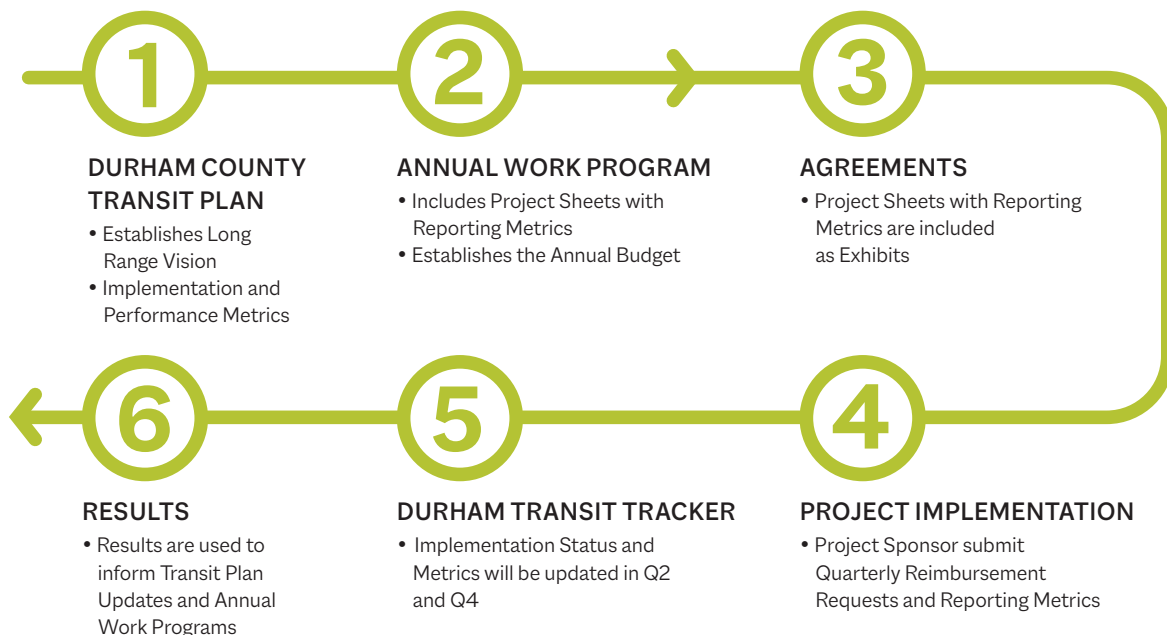 1
DURHAM COUNTY
TRANSIT PLAN
• Establishes Long
Range Vision
• Implementation and
Performance Metrics
2
ANNUAL WORK PROGRAM
• Includes Project Sheets with
Reporting Metrics
• Establishes the Annual Budget
3
AGREEMENTS
• Project Sheets with Reporting
Metrics are included
as Exhibits
4
PROJECT IMPLEMENTATION
• Project Sponsor submit
Quarterly Reimbursement
Requests and Reporting Metrics
5
DURHAM TRANSIT TRACKER
• Implementation Status and
Metrics will be updated in Q2
and Q4
6
RESULTS
• Results are used to
inform Transit Plan
Updates and Annual
Work Programs